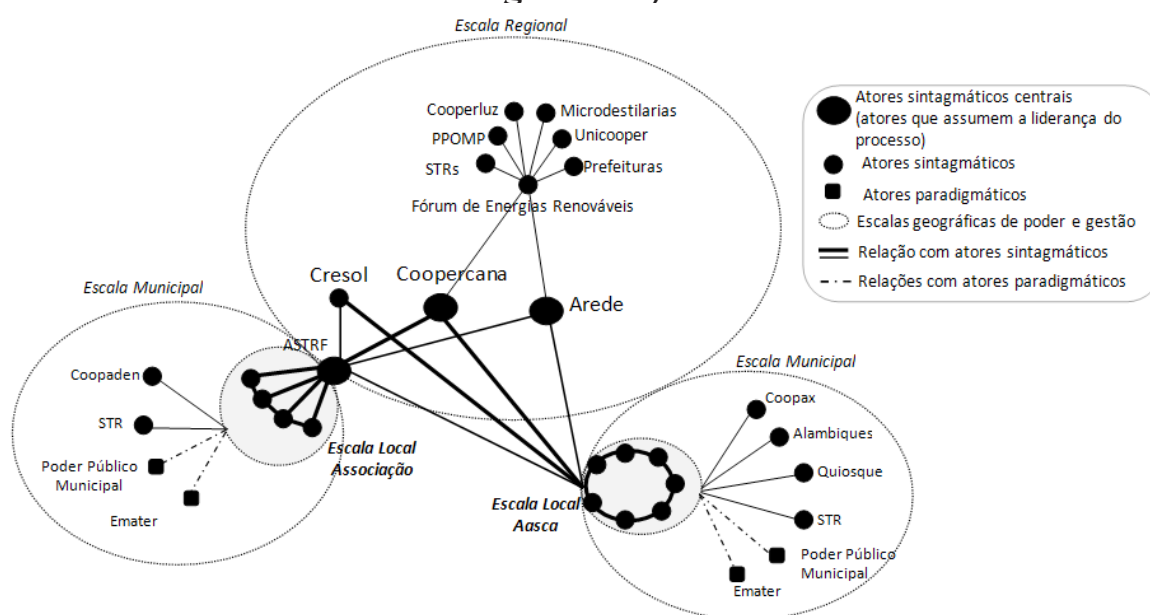 Escala Regional
Cooperluz
Microdestilarias
PPOMP
Unicooper
STRs
Prefeituras
Fórum de Energias Renováveis
Cresol
Coopercana
Arede
Escala Municipal
ASTRF
Coopaden
STR
Poder Público
Municipal
Emater
Escala Local
Associação
Escala Municipal
Coopax
Alambiques
Quiosque
STR
Poder Público
Municipal
Emater
Escala Local
Aasca
Atores sintagmáticos centrais
(atores que assumem a liderança do
processo)
Atores sintagmáticos
Atores paradigmáticos
Escalas geográficas de poder e gestão
Relação com atores sintagmáticos
Relações com atores paradigmáticos